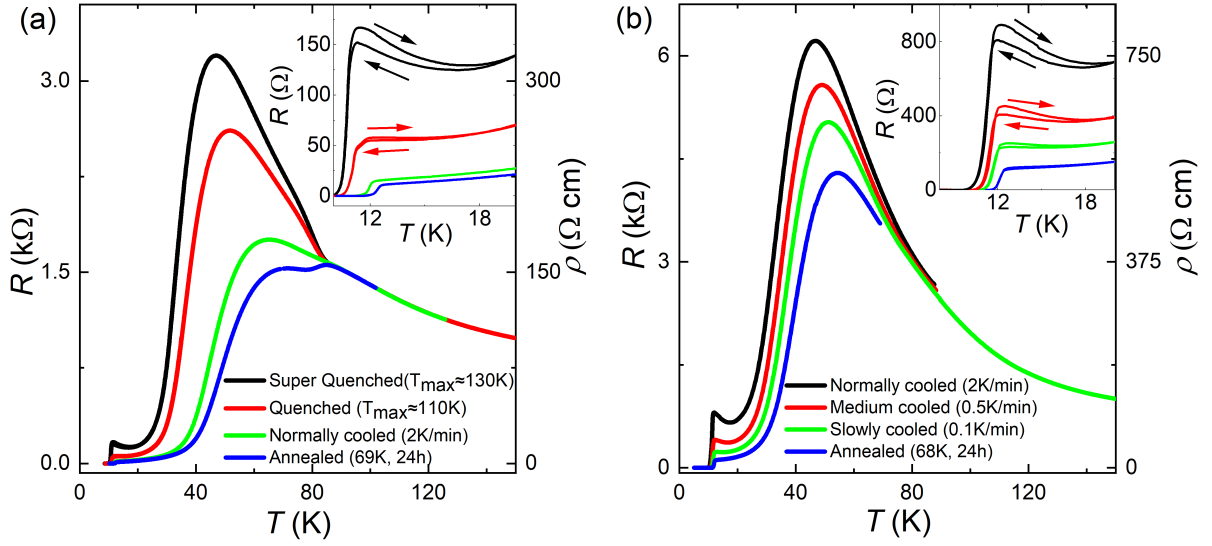 (a)
R (kΩ)
3.0
1.5
0.0
0
40
80
120
T (K)
300
150
0
ρ (Ω cm)
R (Ω)
150
125
100
75
50
25
0
12
18
T (K)
Super Quenched(Tmax≈130K)
Quenched (Tmax≈110K)
Normally cooled (2K/min)
Annealed (69K, 24h)
(b)
R (kΩ)
6
3
0
0
40
80
120
T (K)
750
375
0
ρ (Ω cm)
R (Ω)
800
400
0
12
18
T (K)
Normally cooled (2K/min)
Medium cooled (0.5K/min)
Slowly cooled (0.1K/min)
Annealed (68K, 24h)